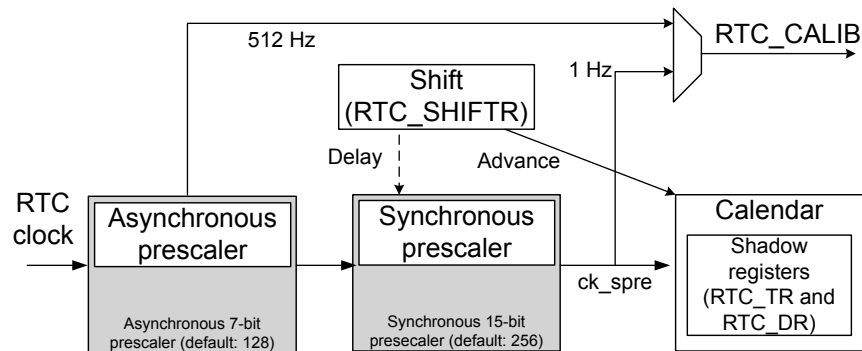 512 Hz
RTC_CALIB
1 Hz
Shift
(RTC_SHIFTR)
Delay
Advance
RTC
clock
Asynchronous
prescaler
Asynchronous 7-bit
prescaler (default: 128)
Synchronous
prescaler
Synchronous 15-bit
presecaler (default: 256)
ck_spre
Calendar
Shadow
registers
(RTC_TR and
RTC_DR)